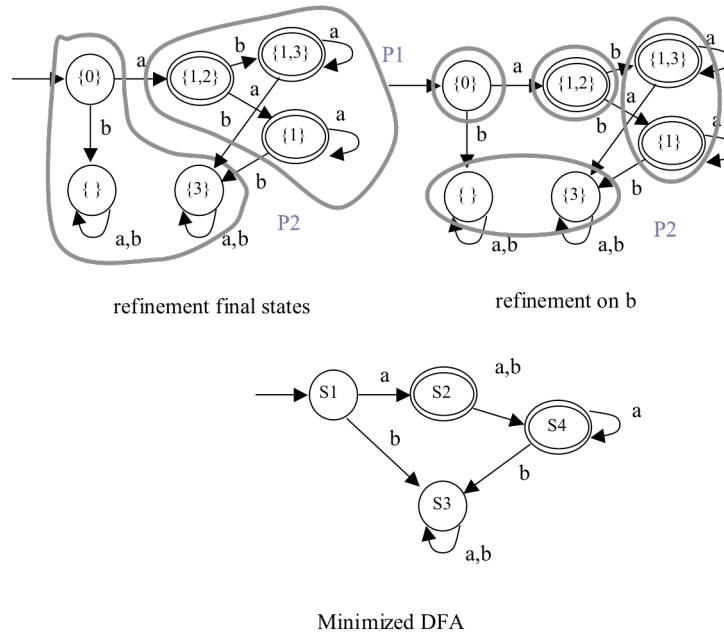 a b {1,3} a P1
{0} {1,2}
b b a
{1} a
{ } {3} b
P2
a,b a,b
refinement final states
a b {1,3} a
{0} {1,2}
b b a
{1} a
{ } {3} b
P2
a,b a,b
refinement on b
a a,b
S1 S2
S4 a
b b
S3
a,b
Minimized DFA